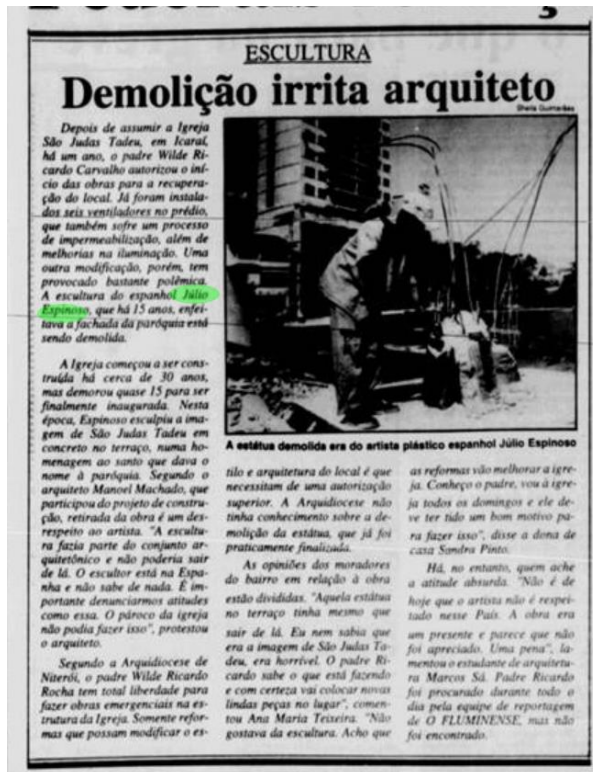 ESCULTURA
Demolição irrita arquiteto
Sheila Guimarães
Depois de assumir a Igreja
São Judas Tadeu, em Icaraí,
há um ano, o padre Wilde Ri-
cardo Carvalho autorizou o iní-
cio das obras para a recupera-
ção do local. Já foram instala-
dos seis ventiladores no prédio,
que também sofre um processo
de impermeabilização, além de
melhorias na iluminação. Uma
outra modificação, porém, tem
provocado bastante polêmica.
A escultura do espanhol Júlio
Espinoso, que há 15 anos, enfei-
tava a fachada da paróquia está
sendo demolida.
A Igreja começou a ser cons-
truída há cerca de 30 anos,
mas demorou quase 15 para ser
finalmente inaugurada. Nesta
época, Espinoso esculpiu a ima-
gem de São Judas Tadeu em
concreto no terraço, numa ho-
menagem ao santo que dava o
nome à paróquia. Segundo o
arquiteto Manoel Machado, que
participou do projeto de constru-
ção, retirada da obra é um des-
respeito ao artista. "A escultu-
ra fazia parte do conjunto ar-
quitetônico e não poderia sair
de lá. O escultor está na Espa-
nha e não sabe de nada. É im-
portante denunciarmos atitudes
como essa. O pároco da igreja
não podia fazer isso", protestou
o arquiteto.
Segundo a Arquidiocese de
Niterói, o padre Wilde Ricardo
Rocha tem total liberdade para
fazer obras emergenciais na es-
trutura da Igreja. Somente refor-
mas que possam modificar o es-
A estátua demolida era do artista plástico espanhol Júlio Espinoso
tilo e arquitetura do local é que
necessitam de uma autorização
superior. A Arquidiocese não
tinha conhecimento sobre a de-
molição da estátua, que já foi
praticamente finalizada.
As opiniões dos moradores
do bairro em relação à obra
estão divididas. "Aquela estátua
no terraço tinha mesmo que
sair de lá. Eu nem sabia que
era a imagem de São Judas Ta-
deu, era horrível. O padre Ri-
cardo sabe o que está fazendo
e com certeza vai colocar novas
lindas peças no lugar", comen-
tou Ana Maria Teixeira. "Não
gostava da escultura. Acho que
as reformas vão melhorar a igre-
ja. Conheço o padre, vou à igre-
ja todos os domingos e ele de-
ve ter tido um bom motivo pa-
ra fazer isso", disse a dona de
casa Sandra Pinto.
Há, no entanto, quem ache
a atitude absurda. "Não é de
hoje que o artista não é respei-
tado nesse País. A obra era
um presente e parece que não
foi apreciado. Uma pena", la-
mentou o estudante de arquitetu-
ra Marcos Sá. Padre Ricardo
foi procurado durante todo o
dia pela equipe de reportagem
de O FLUMINENSE, mas não
foi encontrado.